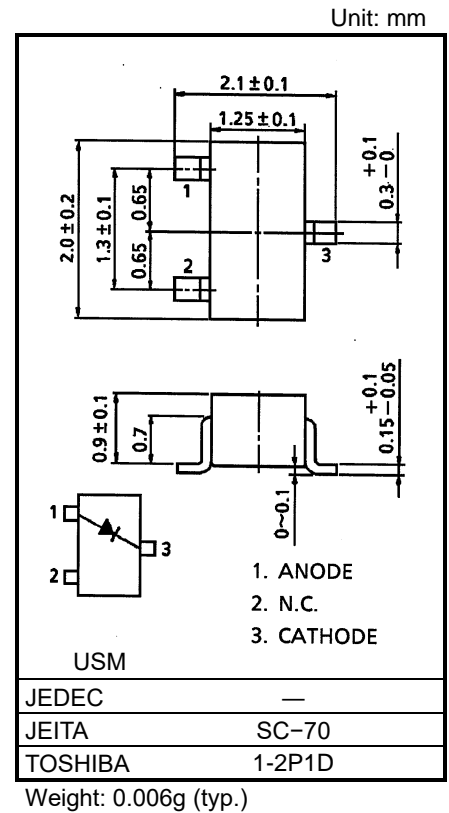 Unit: mm
2.1±0.1
1.25±0.1
+0.1
0.3−0
2.0±0.2
1.3±0.1
0.65
0.65
1
2
3
+0.1
0.15−0.05
0.9±0.1
0.7
0~0.1
1
2
3
1. ANODE
2. N.C.
3. CATHODE
USM
JEDEC —
JEITA SC−70
TOSHIBA 1-2P1D
Weight: 0.006g (typ.)